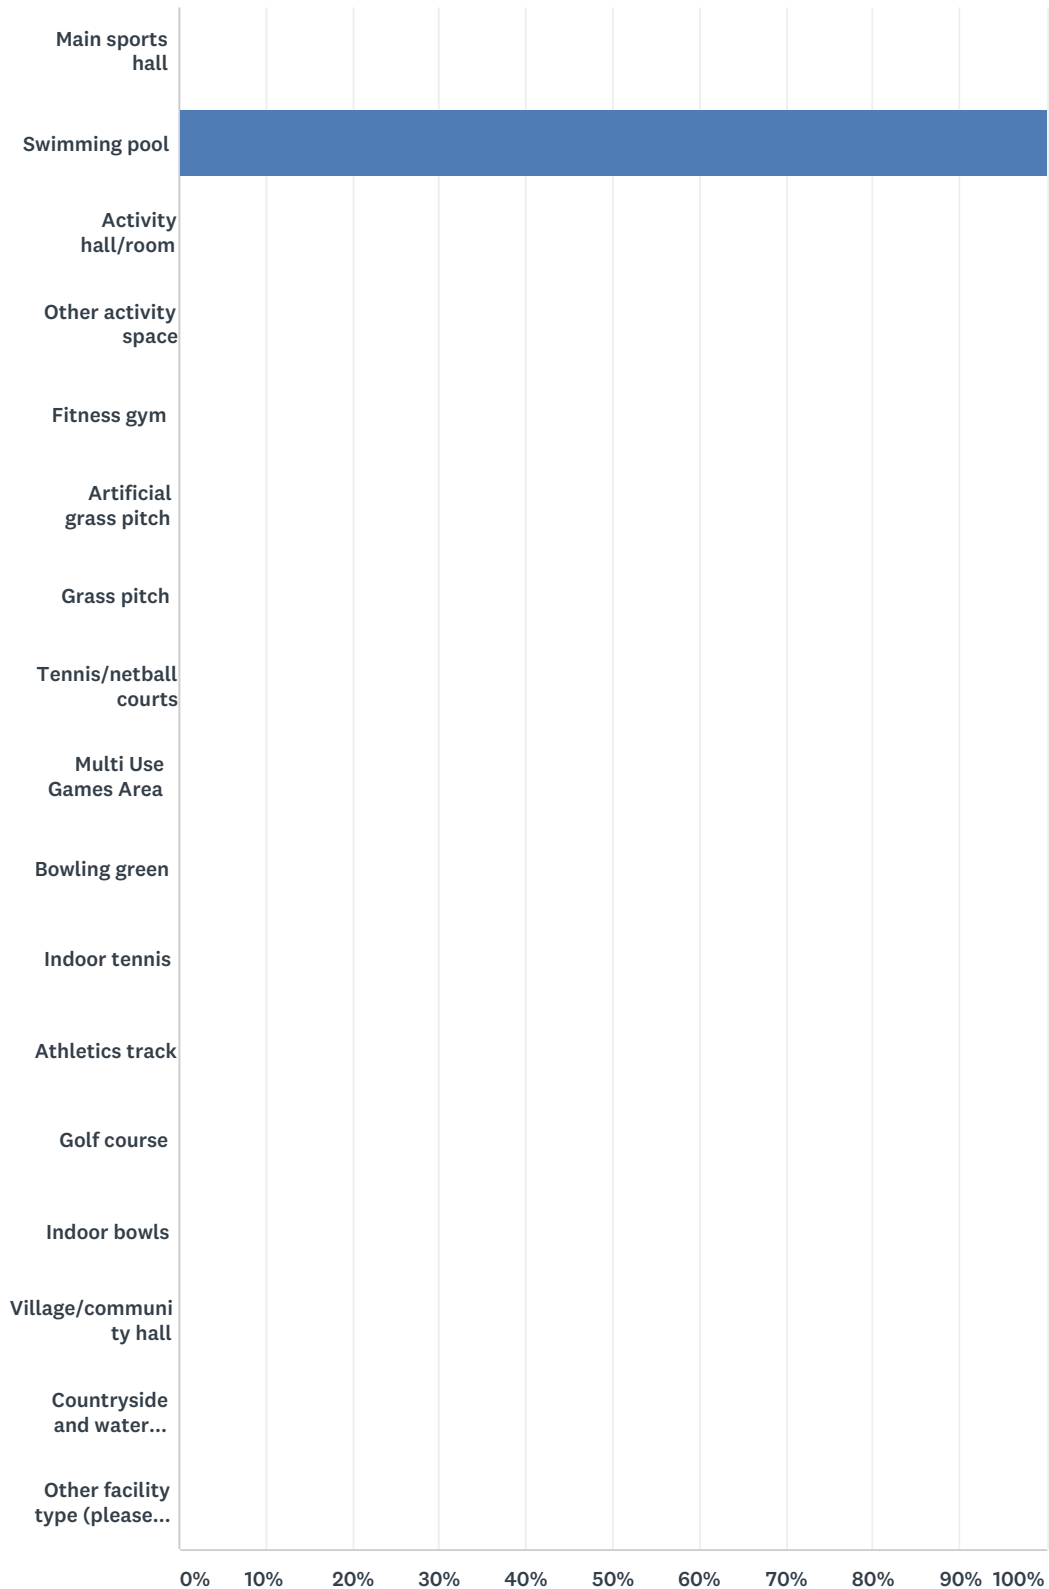 Main sports
hall
Swimming pool
Activity
hall/room
Other activity
space
Fitness gym
Artificial
grass pitch
Grass pitch
Tennis/netball
courts
Multi Use
Games Area
Bowling green
Indoor tennis
Athletics track
Golf course
Indoor bowls
Village/communi
ty hall
Countryside
and water...
Other facility
type (please...
0% 10% 20% 30% 40% 50% 60% 70% 80% 90% 100%